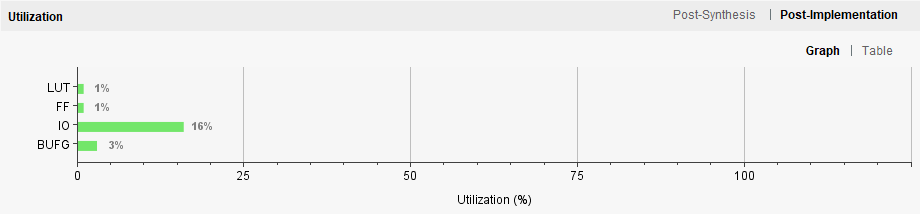 Utilization Post-Synthesis | Post-Implementation
Graph | Table
LUT 1%
FF 1%
IO 16%
BUFG 3%
0 25 50 75 100
Utilization (%)